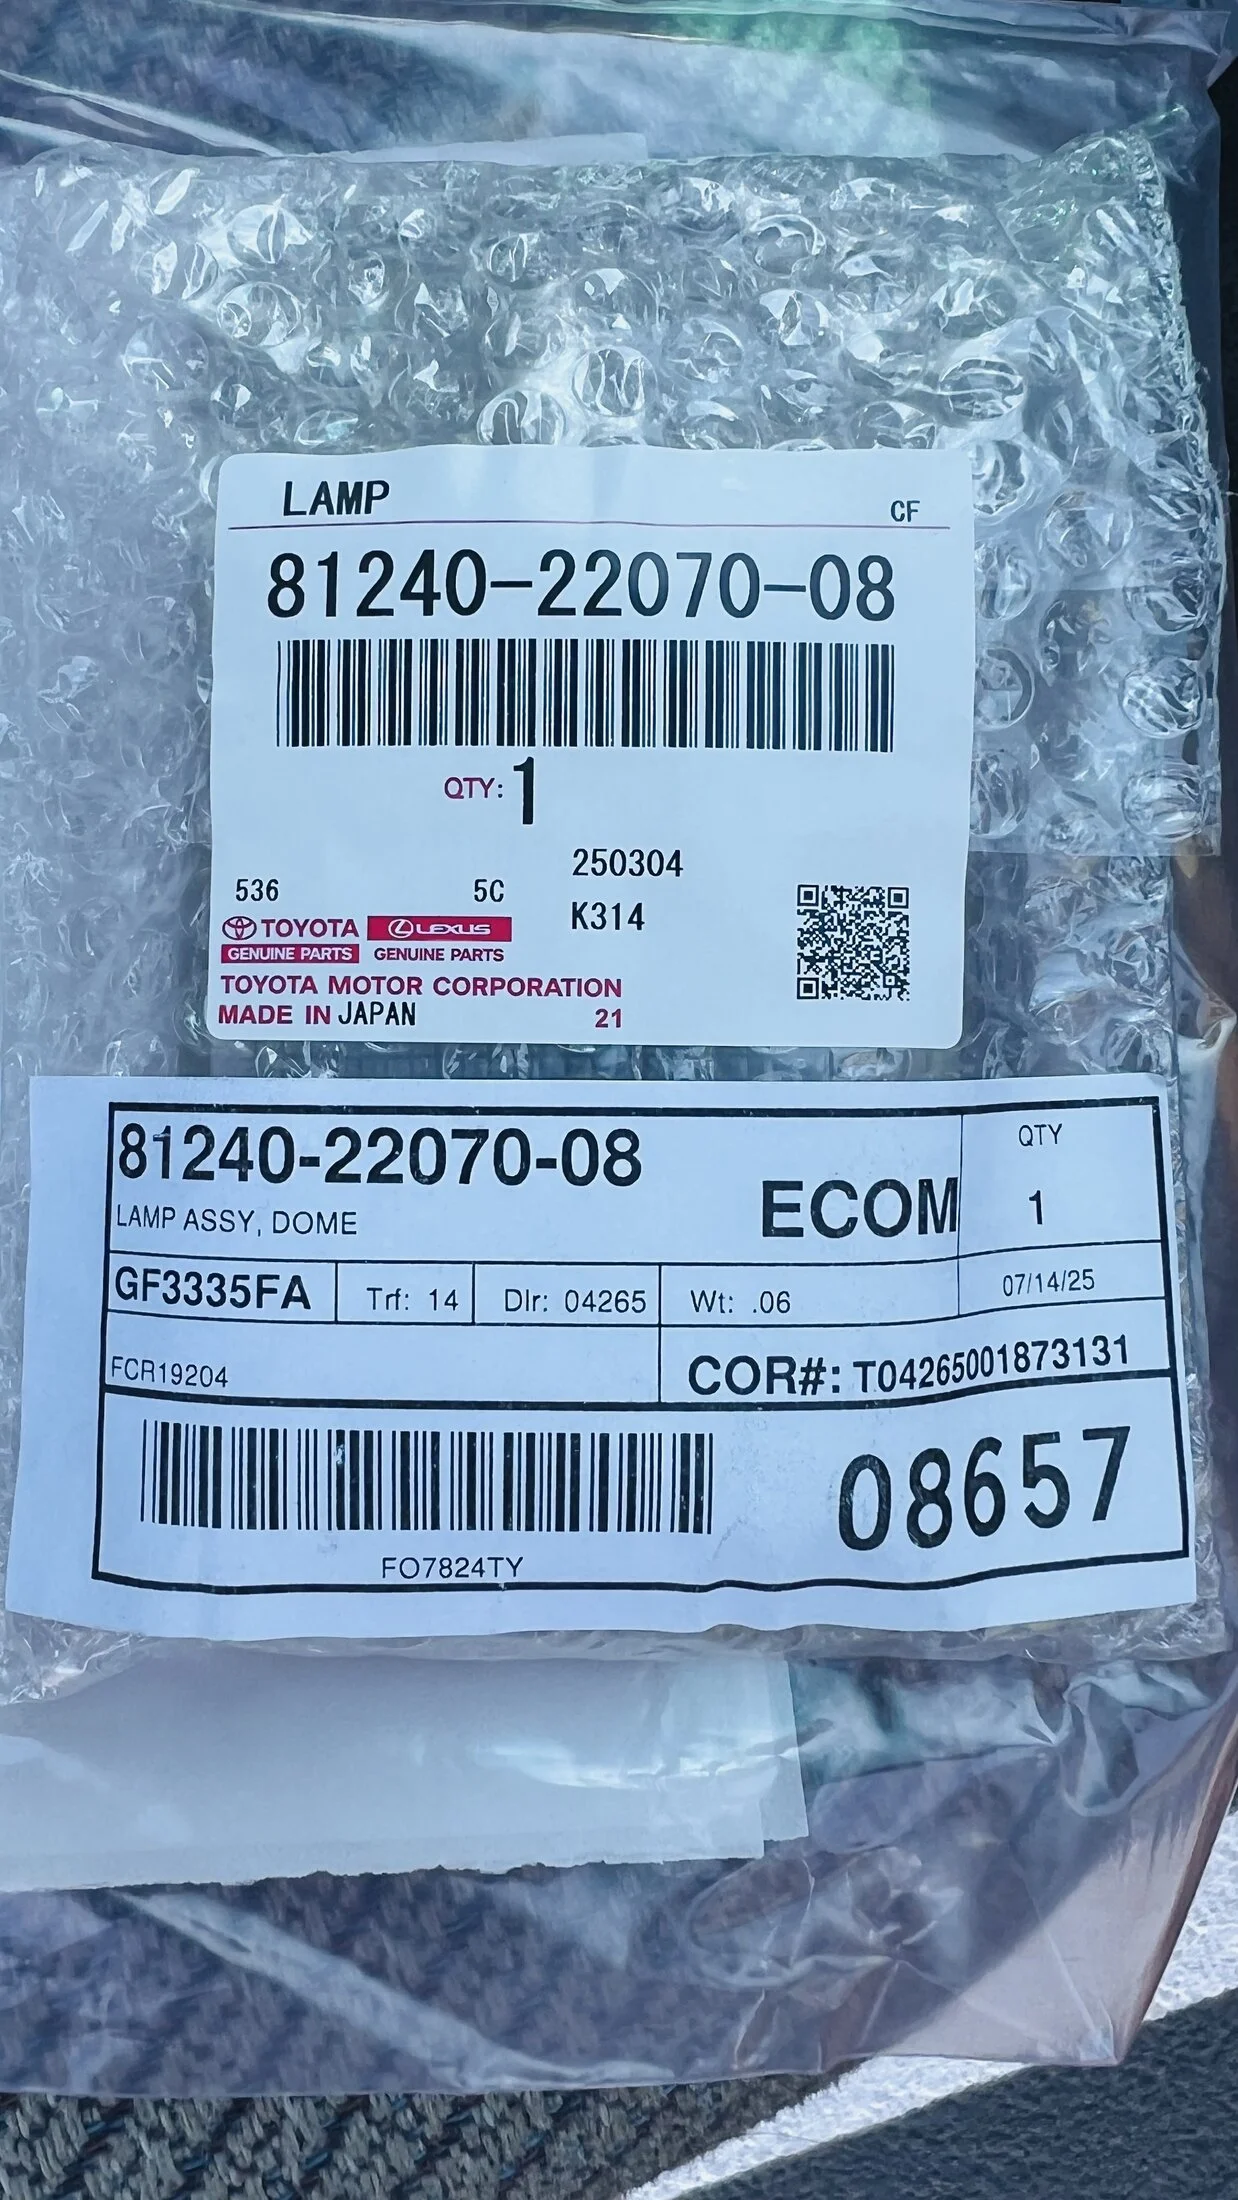 LAMP CF
81240-22070-08
QTY: 1
250304
536 5C
K314
TOYOTA LEXUS
GENUINE PARTS GENUINE PARTS
TOYOTA MOTOR CORPORATION
MADE IN JAPAN 21
81240-22070-08 QTY
LAMP ASSY, DOME ECOM 1
GF3335FA Trf: 14 Dlr: 04265 Wt: .06 07/14/25
FCR19204 COR#: T04265001873131
08657
FO7824TY